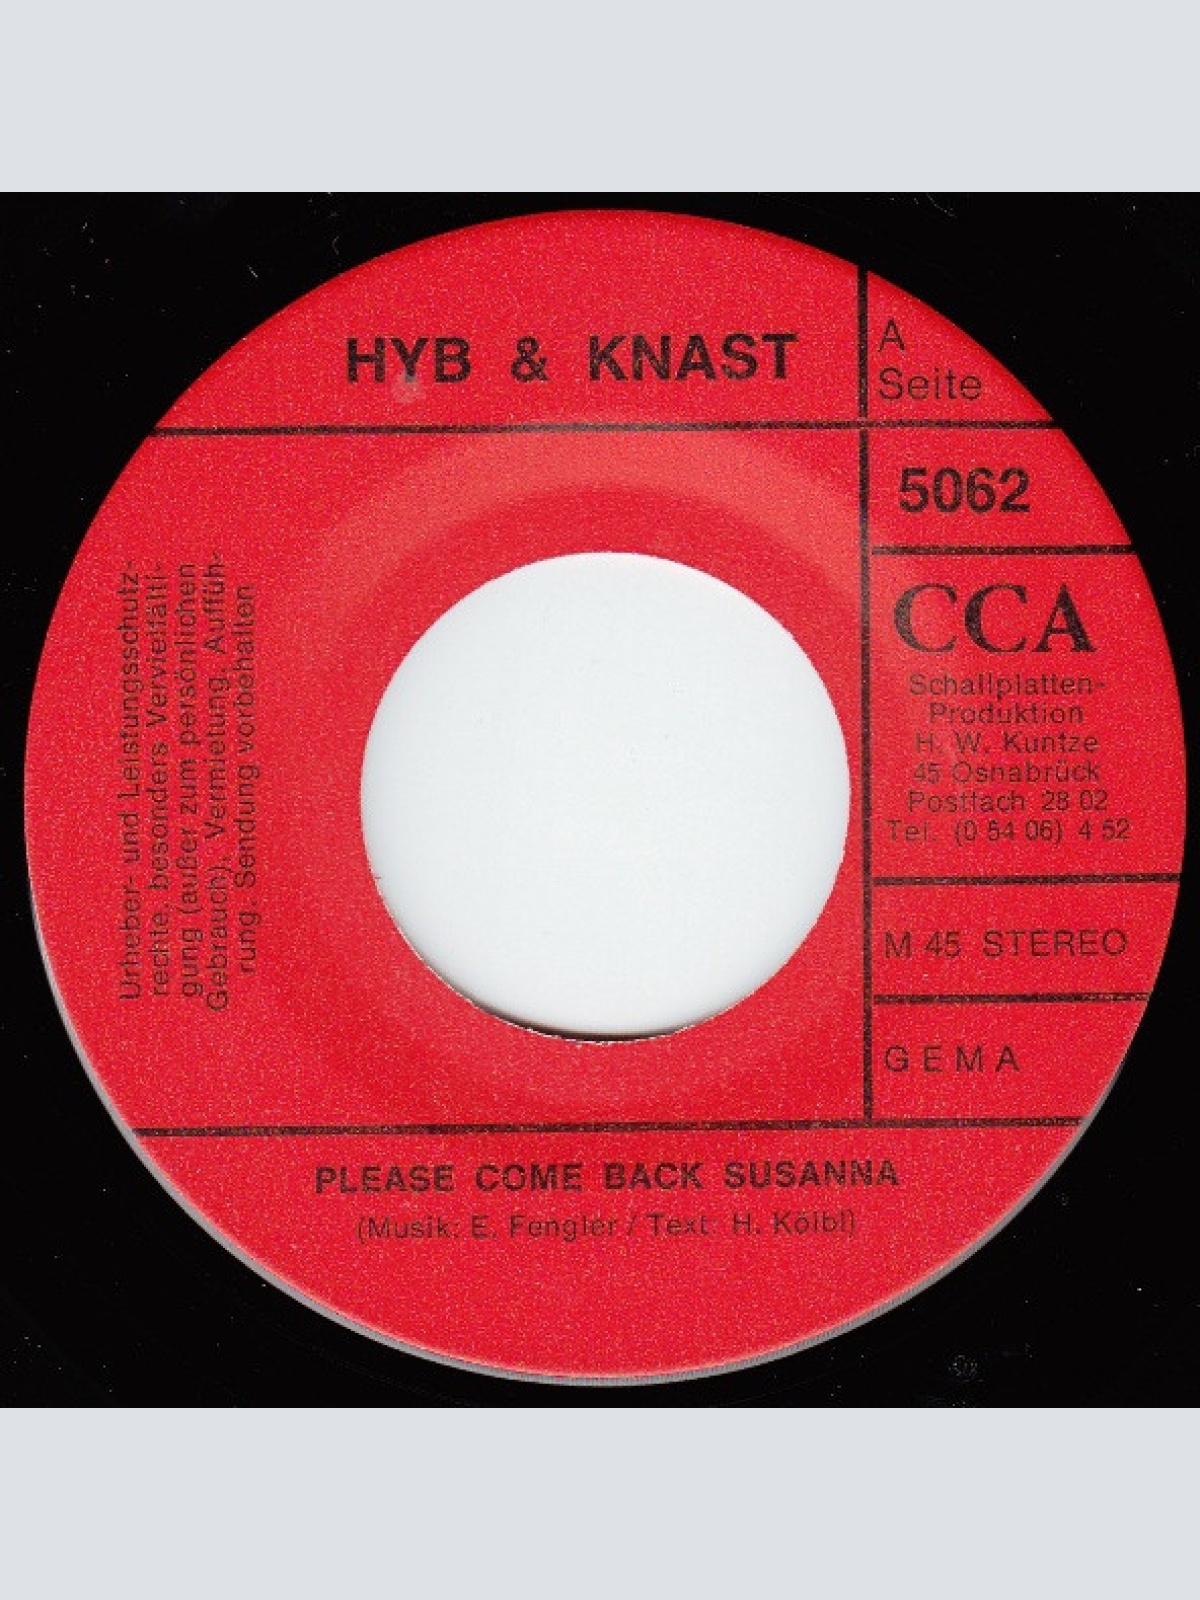 HYB & KNAST
A
Seite
5062
CCA
Schallplatten-
Produktion
H. W. Kuntze
45 Osnabrück
Postfach 28 02
Tel. (0 54 06) 4 52
M 45 STEREO
GEMA
Urheber- und Leistungsschutz-
rechte, besonders Vervielfälti-
gung (außer zum persönlichen
Gebrauch), Vermietung, Auffüh-
rung, Sendung vorbehalten
PLEASE COME BACK SUSANNA
(Musik: E. Fengler / Text: H. Kölbl)